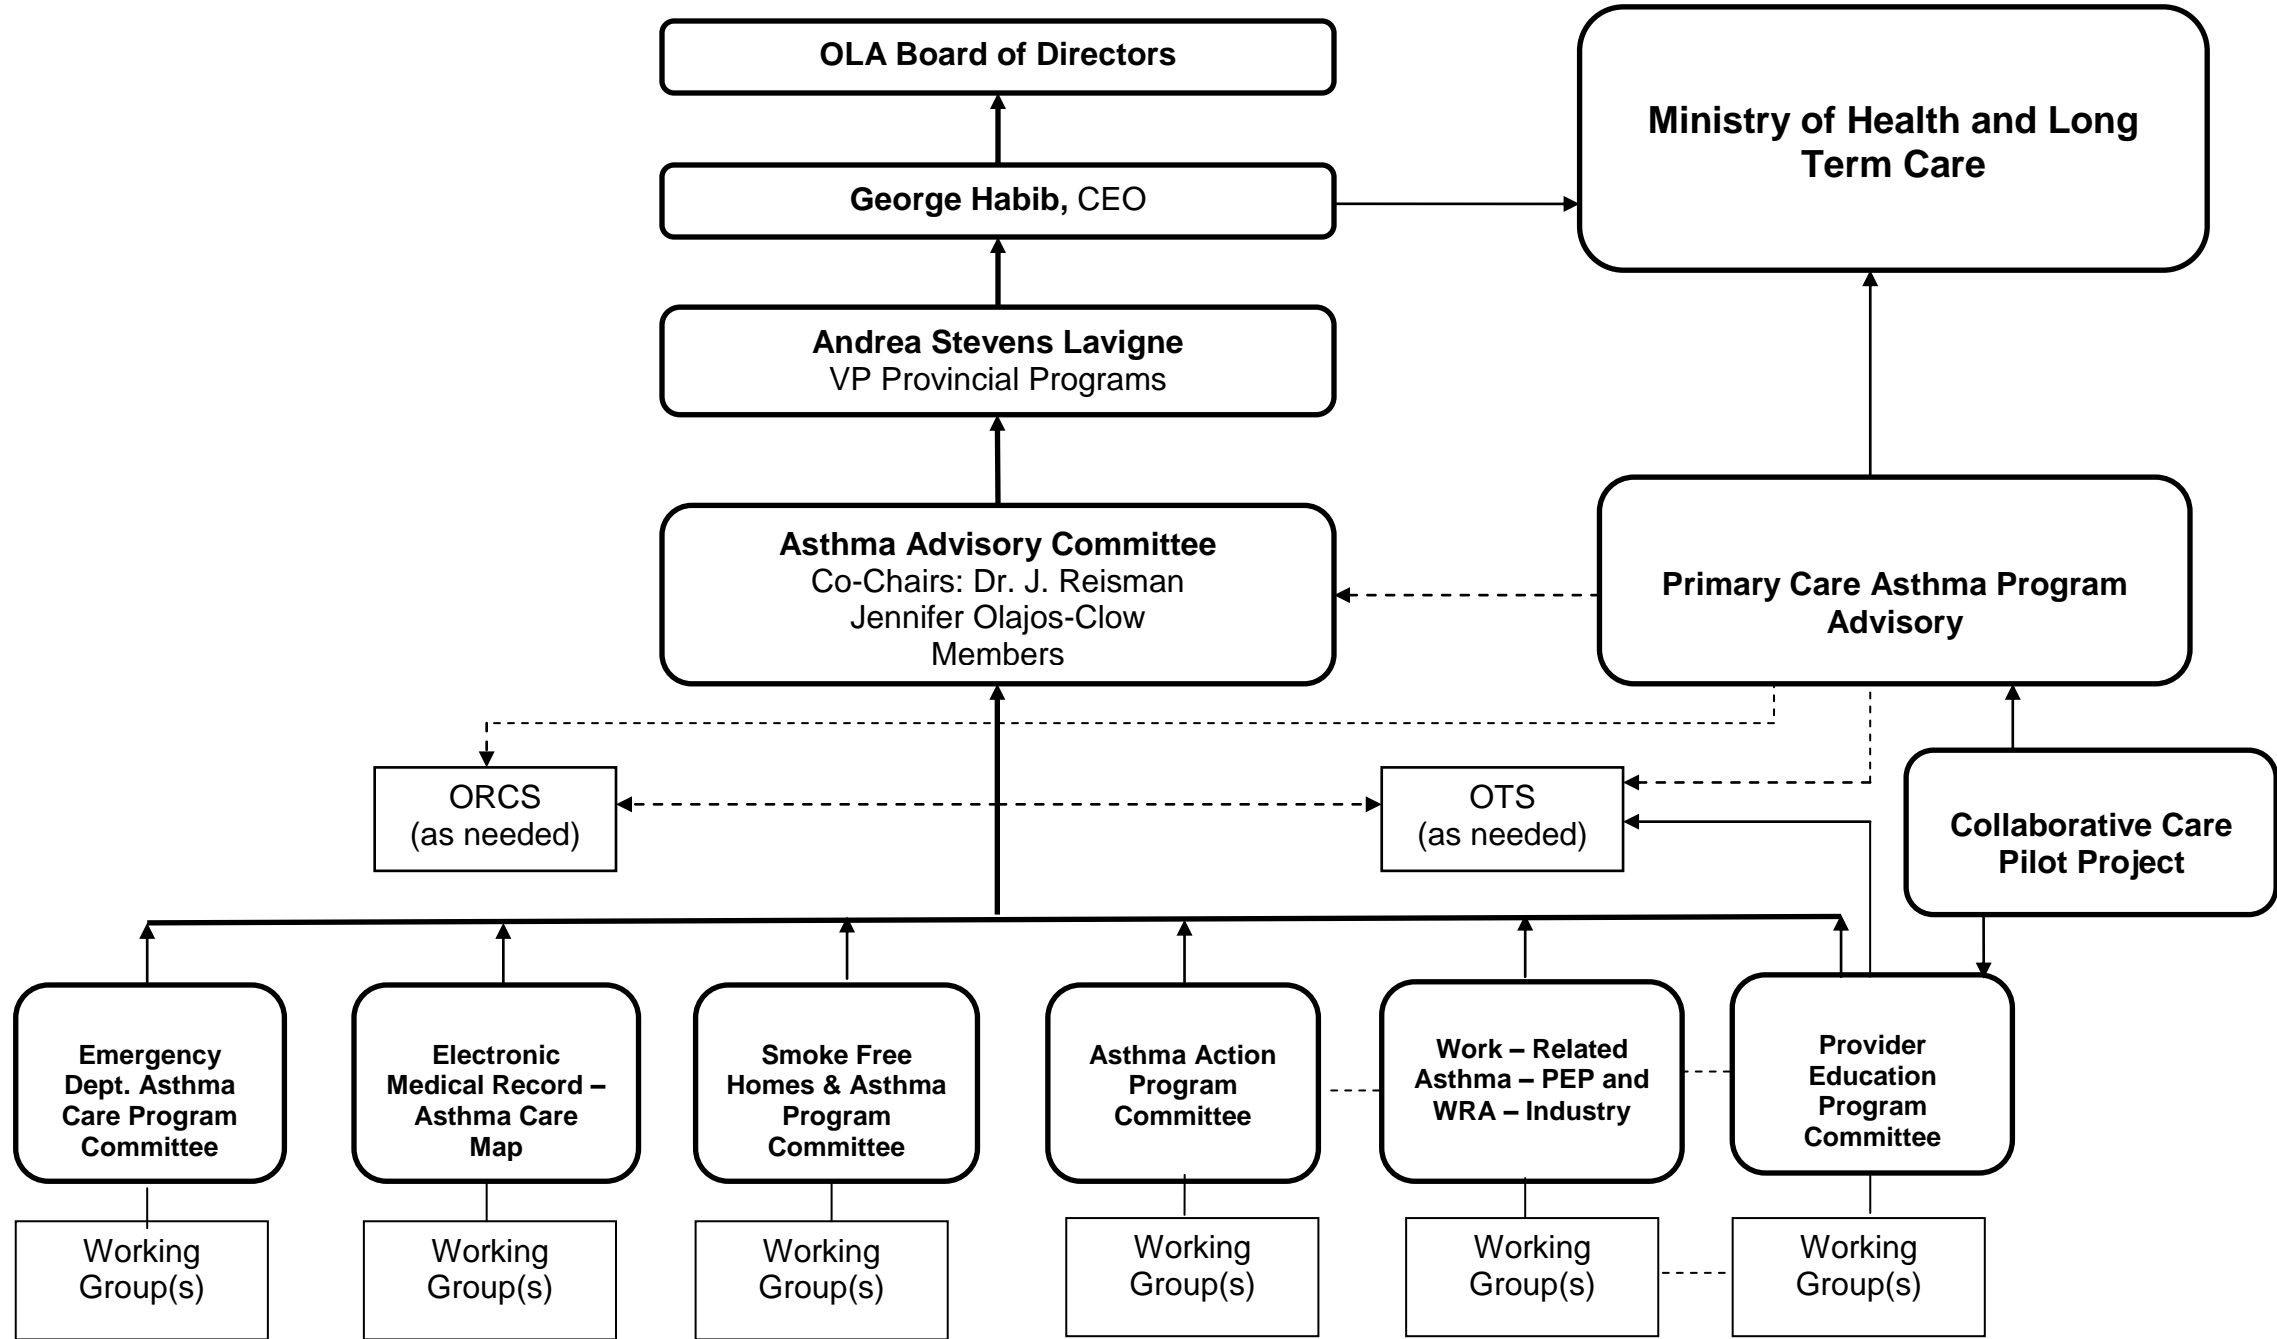 OLA Board of Directors
Ministry of Health and Long
Term Care
George Habib, CEO
Andrea Stevens Lavigne
VP Provincial Programs
Asthma Advisory Committee
Co-Chairs: Dr. J. Reisman
Jennifer Olajos-Clow
Members
Primary Care Asthma Program
Advisory
ORCS
(as needed)
OTS
(as needed)
Collaborative Care
Pilot Project
Emergency
Dept. Asthma
Care Program
Committee
Electronic
Medical Record –
Asthma Care
Map
Smoke Free
Homes & Asthma
Program
Committee
Asthma Action
Program
Committee
Work – Related
Asthma – PEP and
WRA – Industry
Provider
Education
Program
Committee
Working
Group(s)
Working
Group(s)
Working
Group(s)
Working
Group(s)
Working
Group(s)
Working
Group(s)